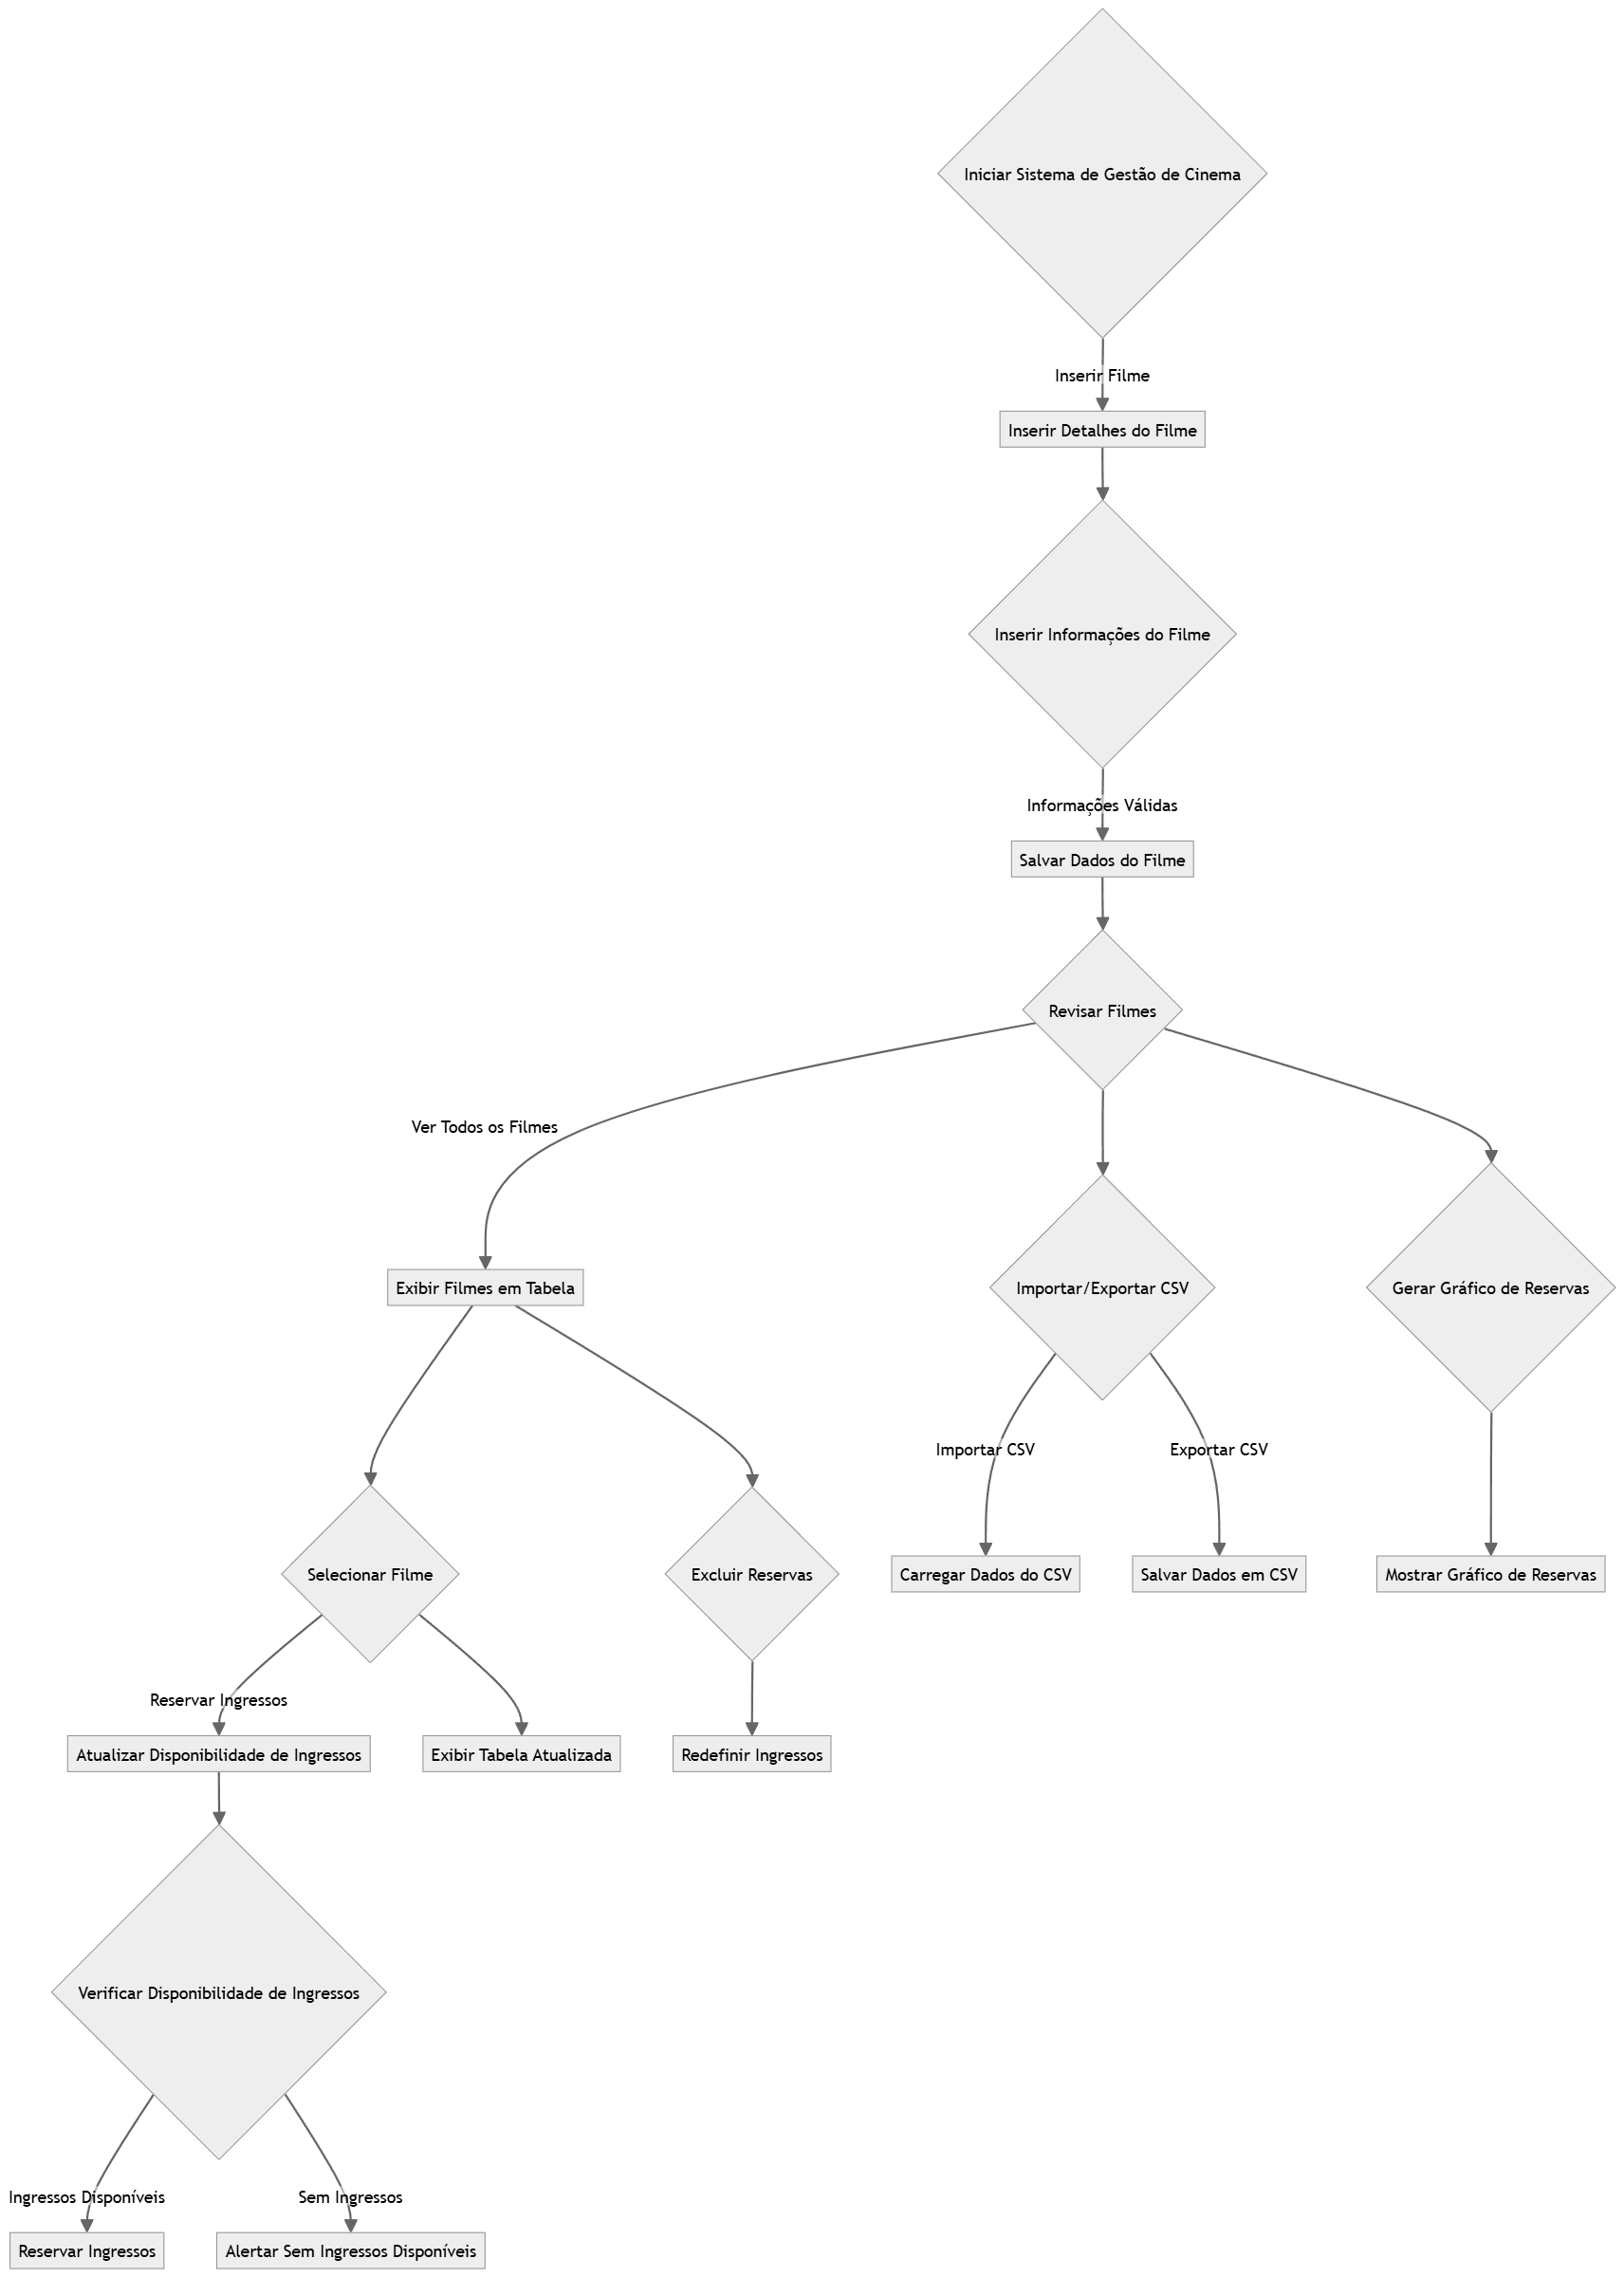 Iniciar Sistema de Gestão de Cinema
Inserir Filme
Inserir Detalhes do Filme
Inserir Informações do Filme
Informações Válidas
Salvar Dados do Filme
Revisar Filmes
Ver Todos os Filmes
Exibir Filmes em Tabela
Importar/Exportar CSV
Gerar Gráfico de Reservas
Importar CSV
Exportar CSV
Selecionar Filme
Excluir Reservas
Carregar Dados do CSV
Salvar Dados em CSV
Mostrar Gráfico de Reservas
Reservar Ingressos
Atualizar Disponibilidade de Ingressos
Exibir Tabela Atualizada
Redefinir Ingressos
Verificar Disponibilidade de Ingressos
Ingressos Disponíveis
Sem Ingressos
Reservar Ingressos
Alertar Sem Ingressos Disponíveis